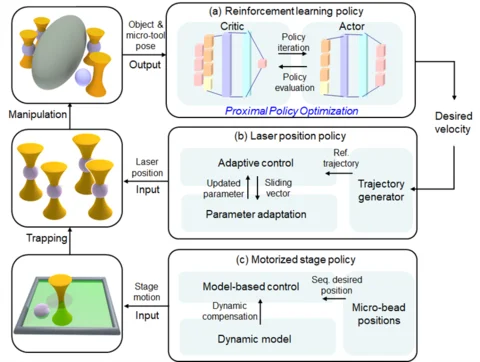 Object &
micro-tool
pose
Output
(a) Reinforcement learning policy
Critic
Actor
Policy
iteration
Policy
evaluation
Proximal Policy Optimization
Manipulation
Desired
velocity
(b) Laser position policy
Laser
position
Input
Adaptive control
Ref.
trajectory
Updated
parameter
Sliding
vector
Trajectory
generator
Parameter adaptation
Trapping
(c) Motorized stage policy
Stage
motion
Input
Model-based control
Seq. desired
position
Dynamic
compensation
Micro-bead
positions
Dynamic model